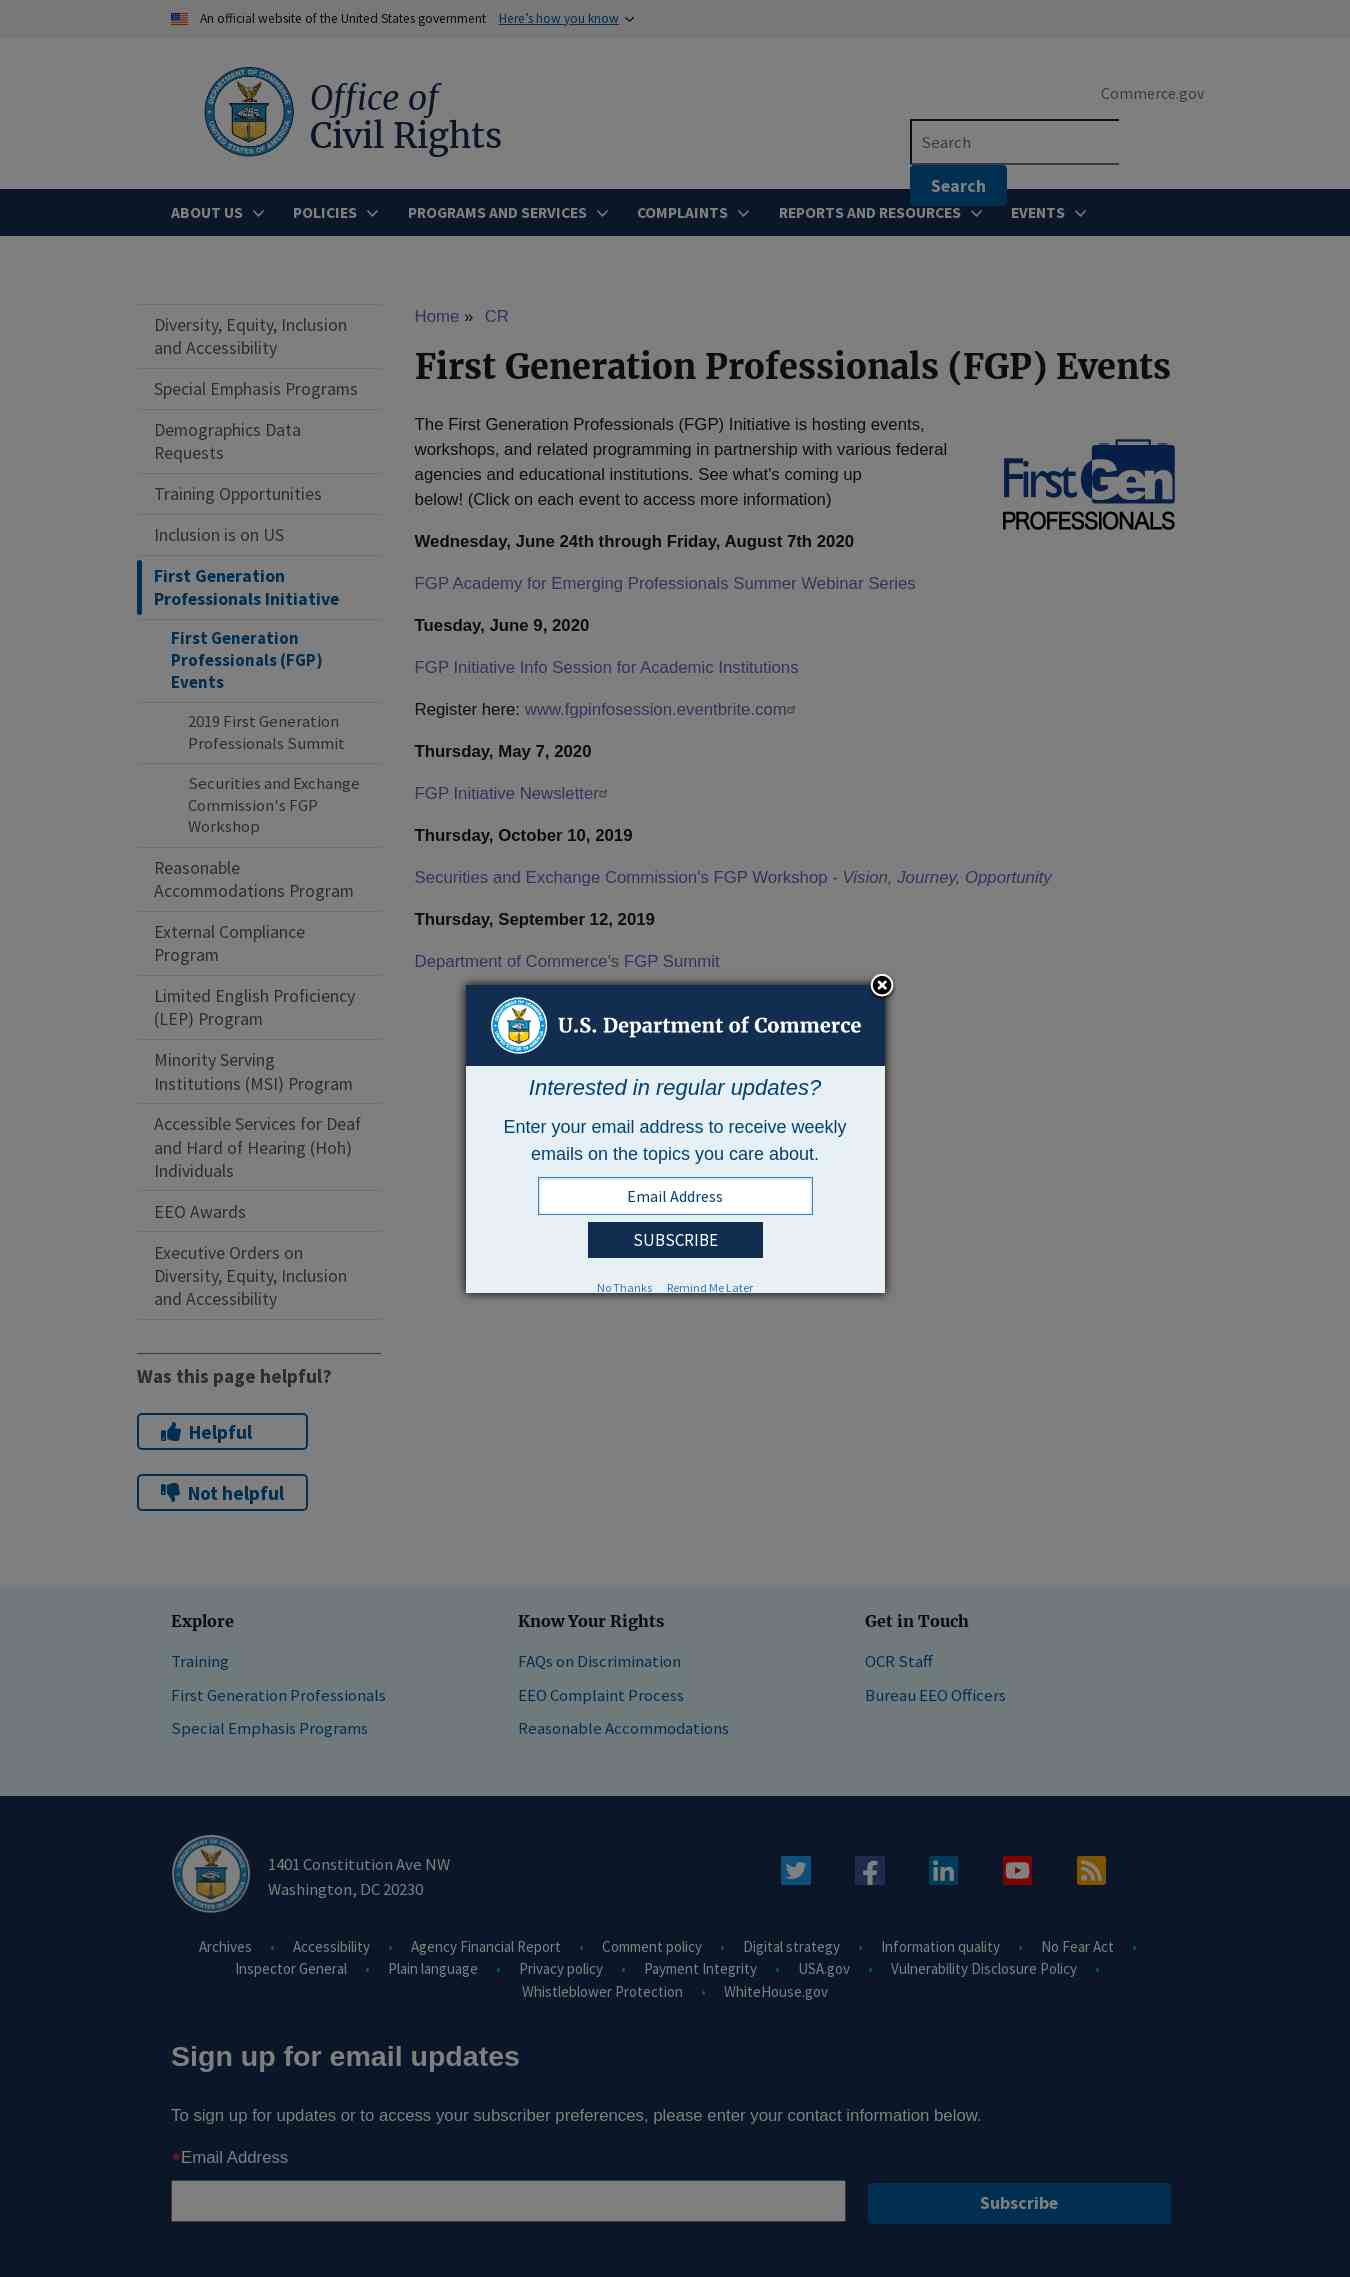 An official website of the United States government Here's how you know
Office of
Civil Rights
Commerce.gov
Search
Search
ABOUT US
POLICIES
PROGRAMS AND SERVICES
COMPLAINTS
REPORTS AND RESOURCES
EVENTS
Diversity, Equity, Inclusion
and Accessibility
Special Emphasis Programs
Demographics Data
Requests
Training Opportunities
Inclusion is on US
First Generation
Professionals Initiative
First Generation
Professionals (FGP)
Events
2019 First Generation
Professionals Summit
Securities and Exchange
Commission's FGP
Workshop
Reasonable
Accommodations Program
External Compliance
Program
Limited English Proficiency
(LEP) Program
Minority Serving
Institutions (MSI) Program
Accessible Services for Deaf
and Hard of Hearing (Hoh)
Individuals
EEO Awards
Executive Orders on
Diversity, Equity, Inclusion
and Accessibility
Was this page helpful?
Helpful
Not helpful
Home » CR
First Generation Professionals (FGP) Events
The First Generation Professionals (FGP) Initiative is hosting events,
workshops, and related programming in partnership with various federal
agencies and educational institutions. See what's coming up
below! (Click on each event to access more information)
First Gen
PROFESSIONALS
Wednesday, June 24th through Friday, August 7th 2020
FGP Academy for Emerging Professionals Summer Webinar Series
Tuesday, June 9, 2020
FGP Initiative Info Session for Academic Institutions
Register here: www.fgpinfosession.eventbrite.com
Thursday, May 7, 2020
FGP Initiative Newsletter
Thursday, October 10, 2019
Securities and Exchange Commission's FGP Workshop - Vision, Journey, Opportunity
Thursday, September 12, 2019
Department of Commerce's FGP Summit
U.S. Department of Commerce
Interested in regular updates?
Enter your email address to receive weekly
emails on the topics you care about.
Email Address
SUBSCRIBE
No Thanks Remind Me Later
Explore
Training
First Generation Professionals
Special Emphasis Programs
Know Your Rights
FAQs on Discrimination
EEO Complaint Process
Reasonable Accommodations
Get in Touch
OCR Staff
Bureau EEO Officers
1401 Constitution Ave NW
Washington, DC 20230
Archives • Accessibility • Agency Financial Report • Comment policy • Digital strategy • Information quality • No Fear Act •
Inspector General • Plain language • Privacy policy • Payment Integrity • USA.gov • Vulnerability Disclosure Policy •
Whistleblower Protection • WhiteHouse.gov
Sign up for email updates
To sign up for updates or to access your subscriber preferences, please enter your contact information below.
*Email Address
Subscribe